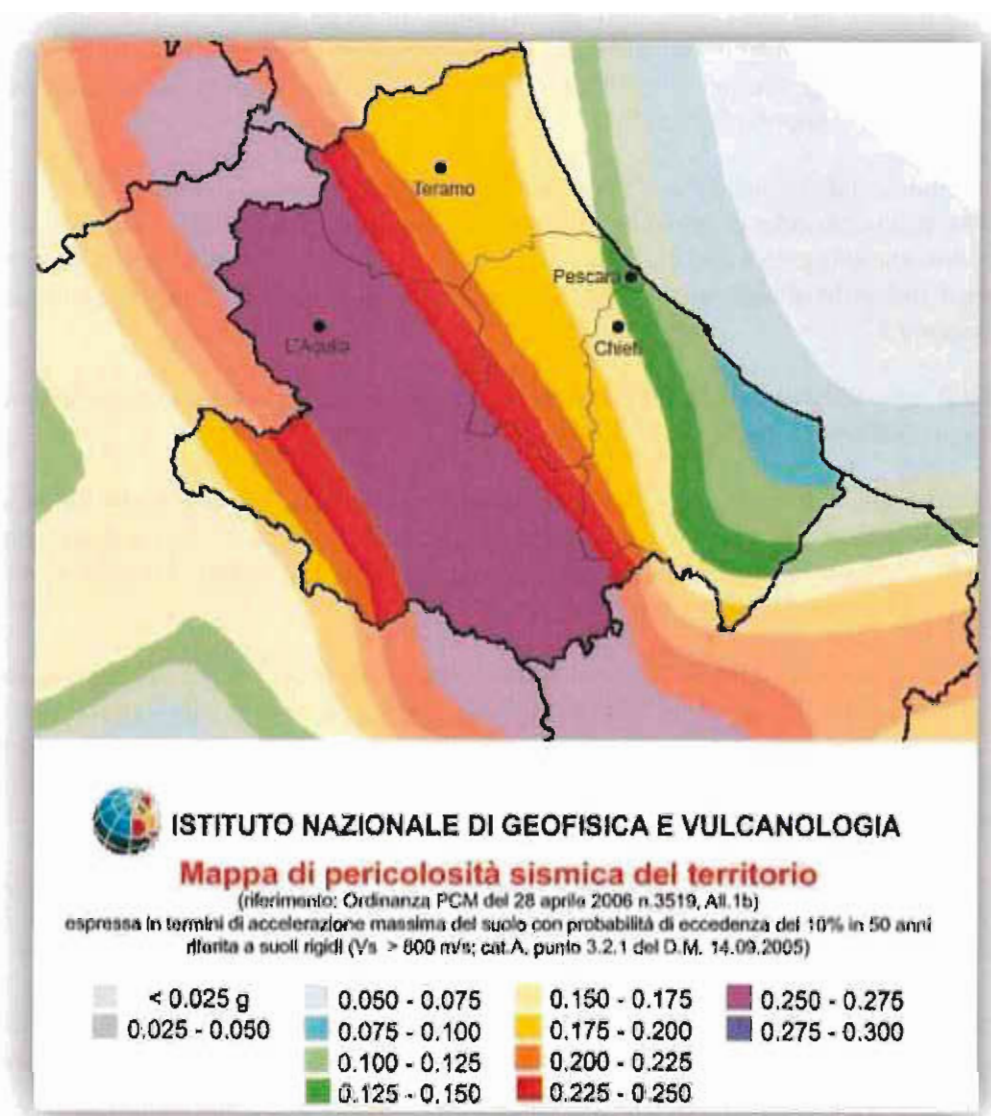 Teramo
Pescara
L'Aquila
Chieti
ISTITUTO NAZIONALE DI GEOFISICA E VULCANOLOGIA
Mappa di pericolosità sismica del territorio
(riferimento: Ordinanza PCM del 28 aprile 2006 n.3519, All.1b)
espressa in termini di accelerazione massima del suolo con probabilità di eccedenza del 10% in 50 anni
riferita a suoli rigidi (Vs > 800 m/s; cat.A, punto 3.2.1 del D.M. 14.09.2005)
< 0.025 g
0.025 - 0.050
0.050 - 0.075
0.075 - 0.100
0.100 - 0.125
0.125 - 0.150
0.150 - 0.175
0.175 - 0.200
0.200 - 0.225
0.225 - 0.250
0.250 - 0.275
0.275 - 0.300